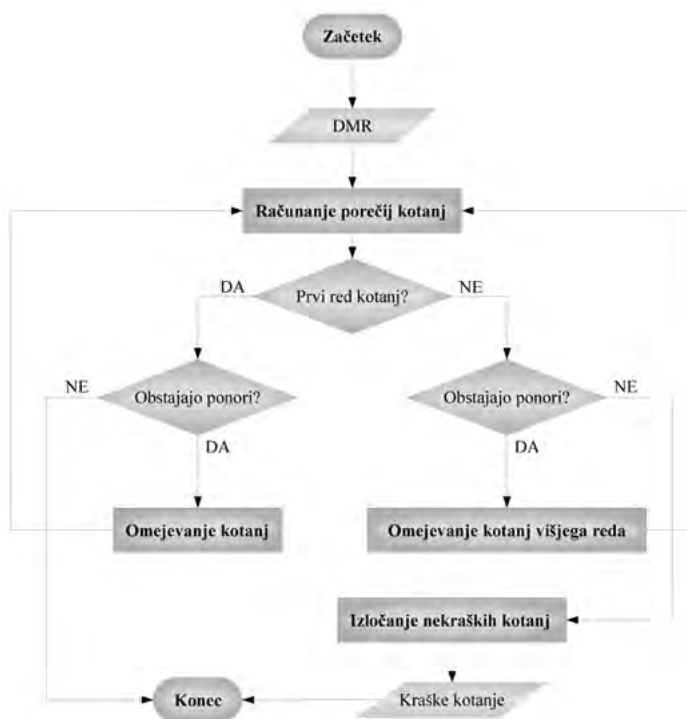 Začetek
DMR
Računanje porečij kotanj
Prvi red kotanj?
DA
NE
Obstajajo ponori?
NE
DA
Obstajajo ponori?
NE
DA
Omejevanje kotanj
Omejevanje kotanj višjega reda
Izločanje nekraških kotanj
Konec
Kraške kotanje